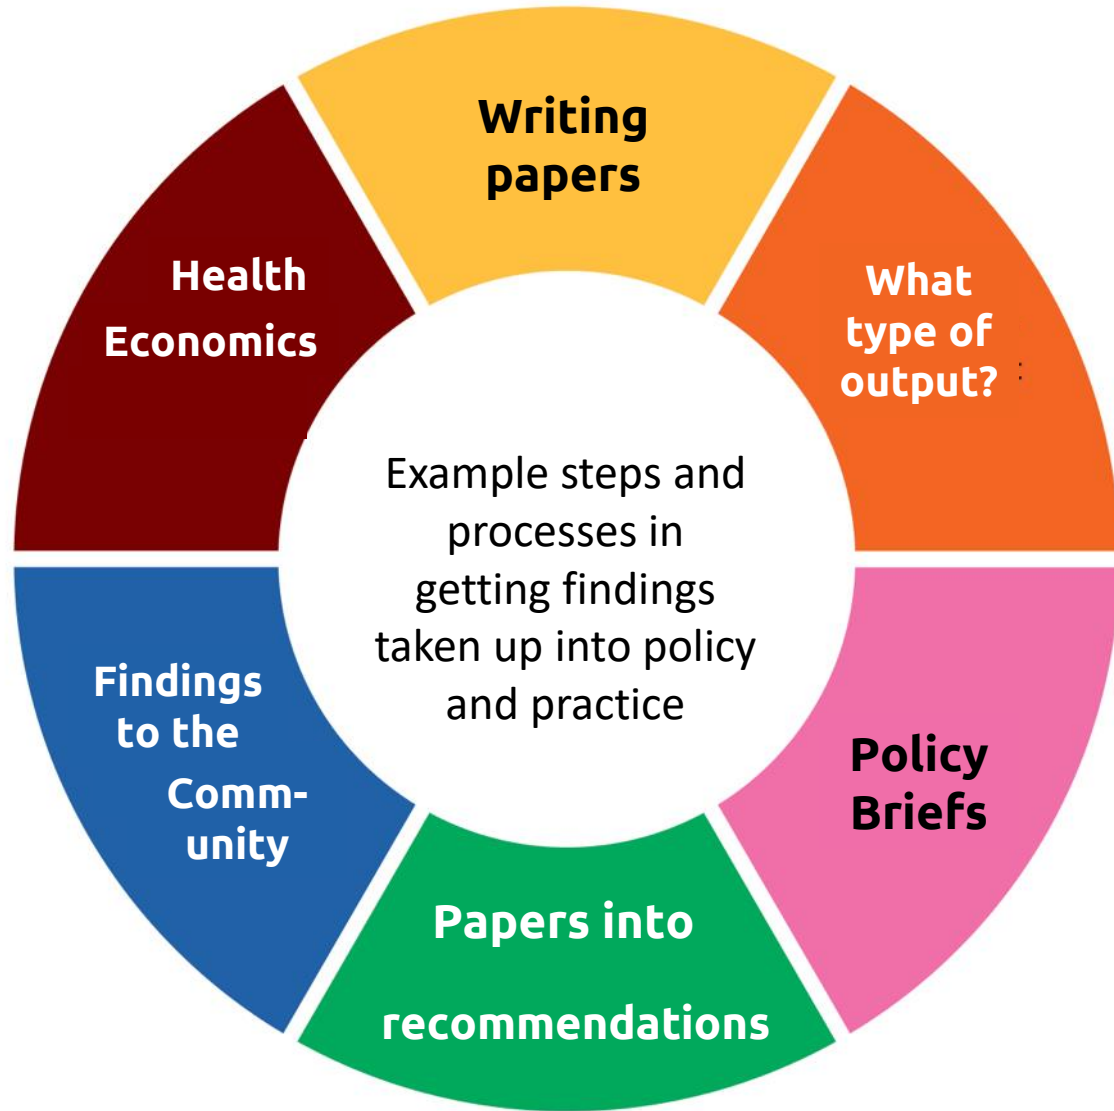 Writing
papers
What
type of
output? :
Policy
Briefs
Papers into
recommendations
Findings
to the
Comm-
unity
Health
Economics
Example steps and
processes in
getting findings
taken up into policy
and practice